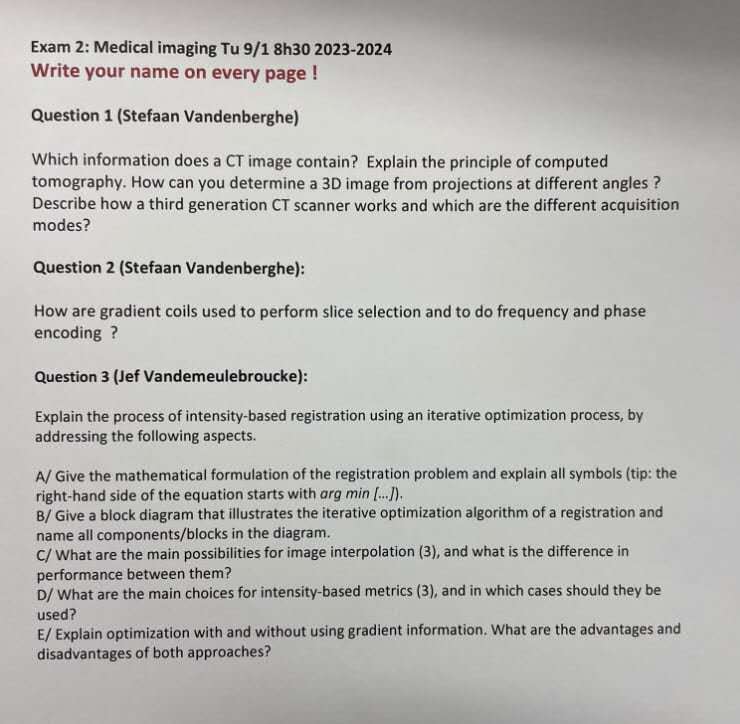 Exam 2: Medical imaging Tu 9/1 8h30 2023-2024
Write your name on every page !
Question 1 (Stefaan Vandenberghe)
Which information does a CT image contain? Explain the principle of computed
tomography. How can you determine a 3D image from projections at different angles ?
Describe how a third generation CT scanner works and which are the different acquisition
modes?
Question 2 (Stefaan Vandenberghe):
How are gradient coils used to perform slice selection and to do frequency and phase
encoding ?
Question 3 (Jef Vandemeulebroucke):
Explain the process of intensity-based registration using an iterative optimization process, by
addressing the following aspects.
A/ Give the mathematical formulation of the registration problem and explain all symbols (tip: the
right-hand side of the equation starts with arg min [...]).
B/ Give a block diagram that illustrates the iterative optimization algorithm of a registration and
name all components/blocks in the diagram.
C/ What are the main possibilities for image interpolation (3), and what is the difference in
performance between them?
D/ What are the main choices for intensity-based metrics (3), and in which cases should they be
used?
E/ Explain optimization with and without using gradient information. What are the advantages and
disadvantages of both approaches?